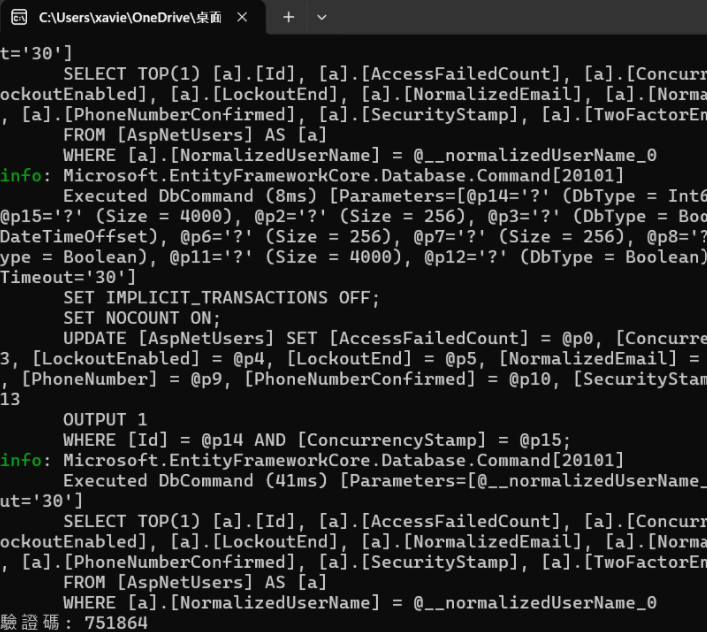 C:\Users\xavie\OneDrive\桌面
t='30']
SELECT TOP(1) [a].[Id], [a].[AccessFailedCount], [a].[Concurr
ockoutEnabled], [a].[LockoutEnd], [a].[NormalizedEmail], [a].[Norma
, [a].[PhoneNumberConfirmed], [a].[SecurityStamp], [a].[TwoFactorEn
FROM [AspNetUsers] AS [a]
WHERE [a].[NormalizedUserName] = @__normalizedUserName_0
info: Microsoft.EntityFrameworkCore.Database.Command[20101]
Executed DbCommand (8ms) [Parameters=[@p14='?' (DbType = Int6
@p15='?' (Size = 4000), @p2='?' (Size = 256), @p3='?' (DbType = Boo
DateTimeOffset), @p6='?' (Size = 256), @p7='?' (Size = 256), @p8='?
ype = Boolean), @p11='?' (Size = 4000), @p12='?' (DbType = Boolean)
Timeout='30']
SET IMPLICIT_TRANSACTIONS OFF;
SET NOCOUNT ON;
UPDATE [AspNetUsers] SET [AccessFailedCount] = @p0, [Concurre
3, [LockoutEnabled] = @p4, [LockoutEnd] = @p5, [NormalizedEmail] =
, [PhoneNumber] = @p9, [PhoneNumberConfirmed] = @p10, [SecurityStam
13
OUTPUT 1
WHERE [Id] = @p14 AND [ConcurrencyStamp] = @p15;
info: Microsoft.EntityFrameworkCore.Database.Command[20101]
Executed DbCommand (41ms) [Parameters=[@__normalizedUserName_
ut='30']
SELECT TOP(1) [a].[Id], [a].[AccessFailedCount], [a].[Concurr
ockoutEnabled], [a].[LockoutEnd], [a].[NormalizedEmail], [a].[Norma
, [a].[PhoneNumberConfirmed], [a].[SecurityStamp], [a].[TwoFactorEn
FROM [AspNetUsers] AS [a]
WHERE [a].[NormalizedUserName] = @__normalizedUserName_0
驗證碼: 751864